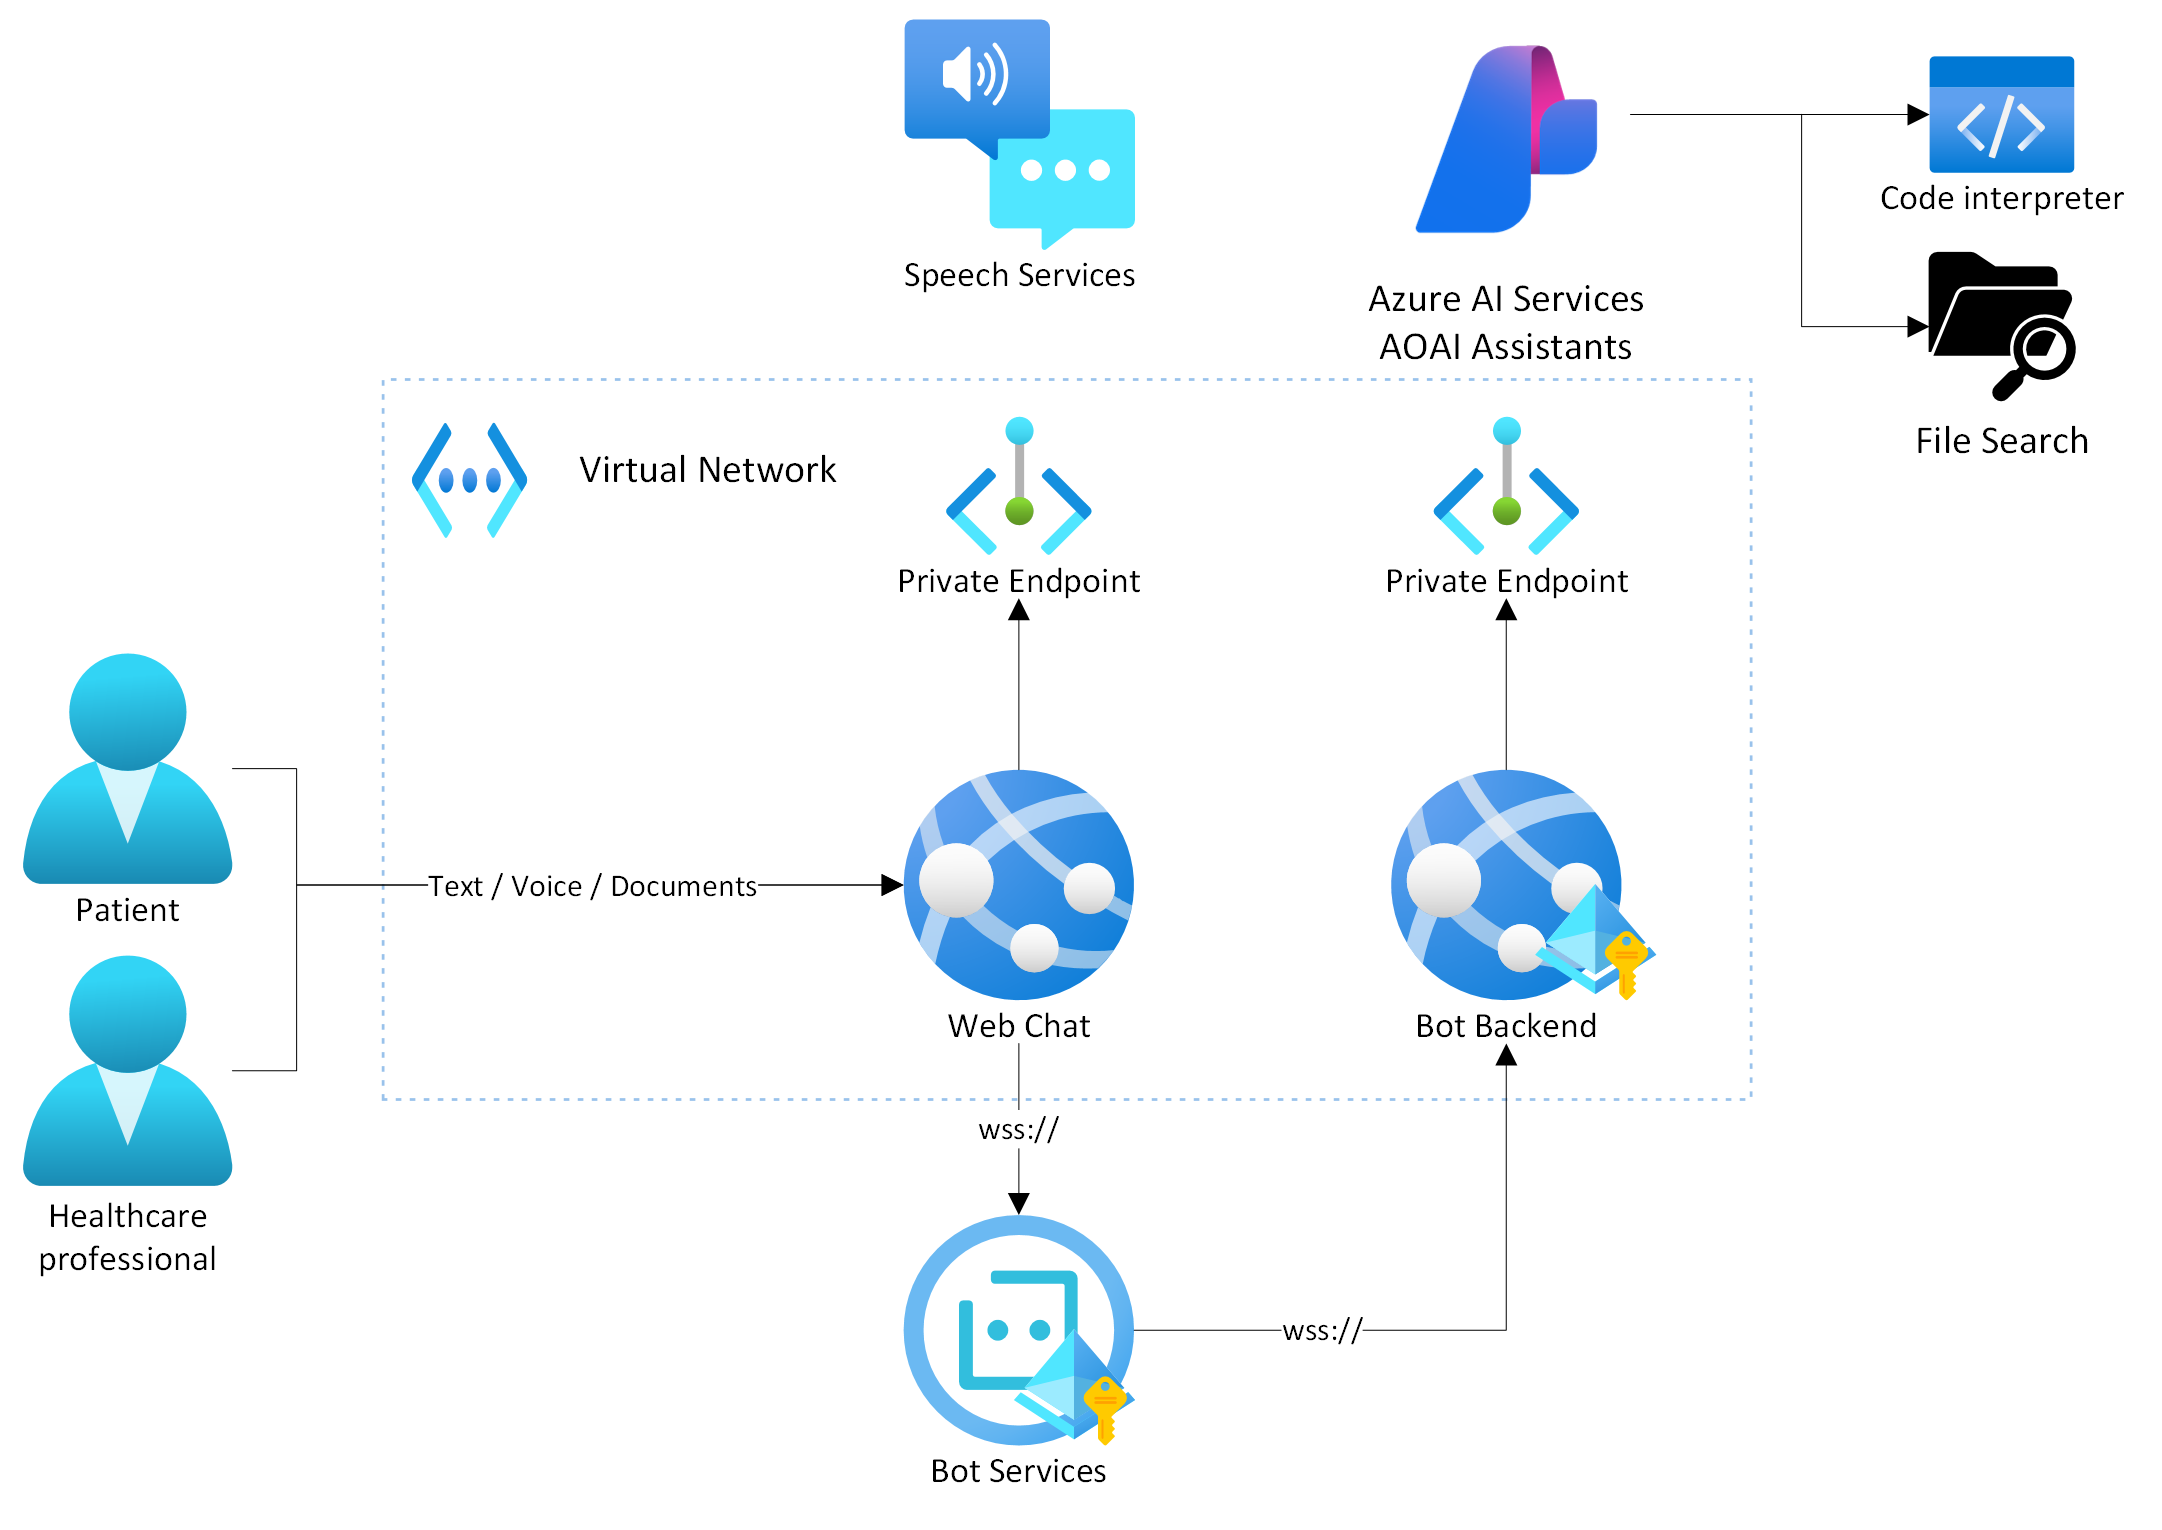 Speech Services
Azure AI Services
AOAI Assistants
Code interpreter
File Search
Virtual Network
Private Endpoint
Private Endpoint
Patient
Text / Voice / Documents
Web Chat
Bot Backend
Healthcare
professional
wss://
wss://
Bot Services